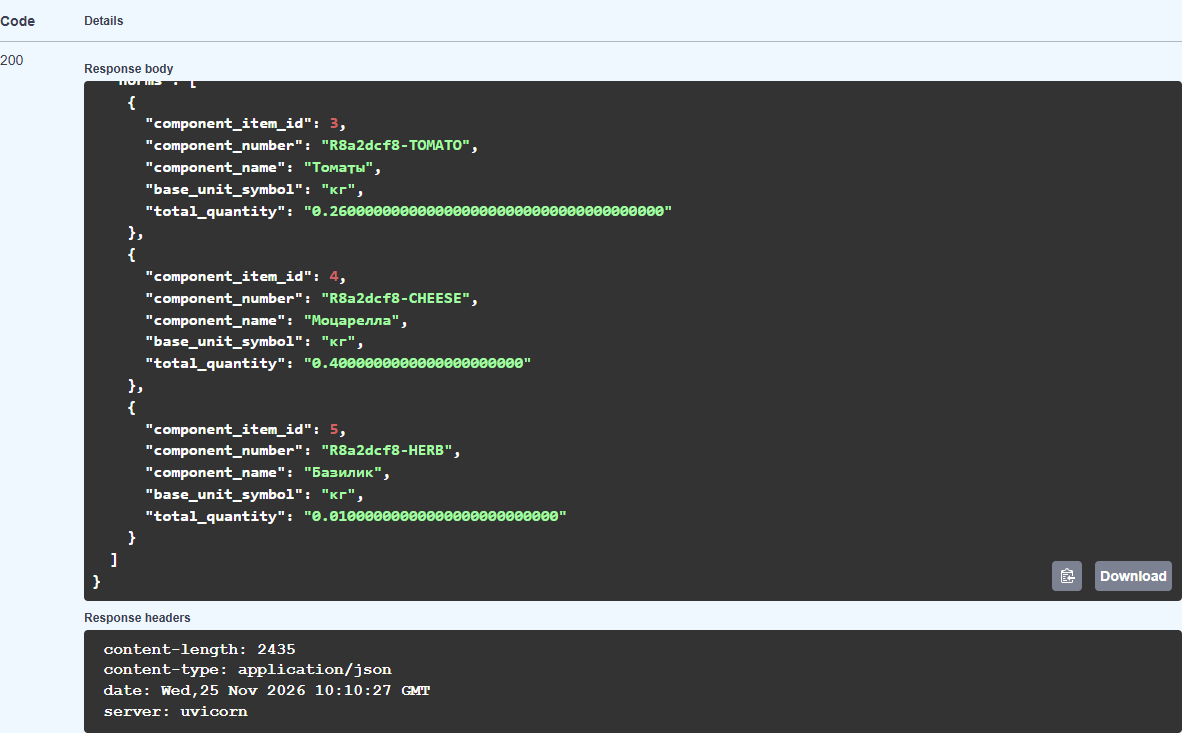 Code
Details
200
Response body
"norms": [
{
"component_item_id": 3,
"component_number": "R8a2dcf8-TOMATO",
"component_name": "Томаты",
"base_unit_symbol": "кг",
"total_quantity": "0.26000000000000000000000000000000000000"
},
{
"component_item_id": 4,
"component_number": "R8a2dcf8-CHEESE",
"component_name": "Моцарелла",
"base_unit_symbol": "кг",
"total_quantity": "0.4000000000000000000000"
},
{
"component_item_id": 5,
"component_number": "R8a2dcf8-HERB",
"component_name": "Базилик",
"base_unit_symbol": "кг",
"total_quantity": "0.01000000000000000000000000"
}
]
}
Download
Response headers
content-length: 2435
content-type: application/json
date: Wed,25 Nov 2026 10:10:27 GMT
server: uvicorn